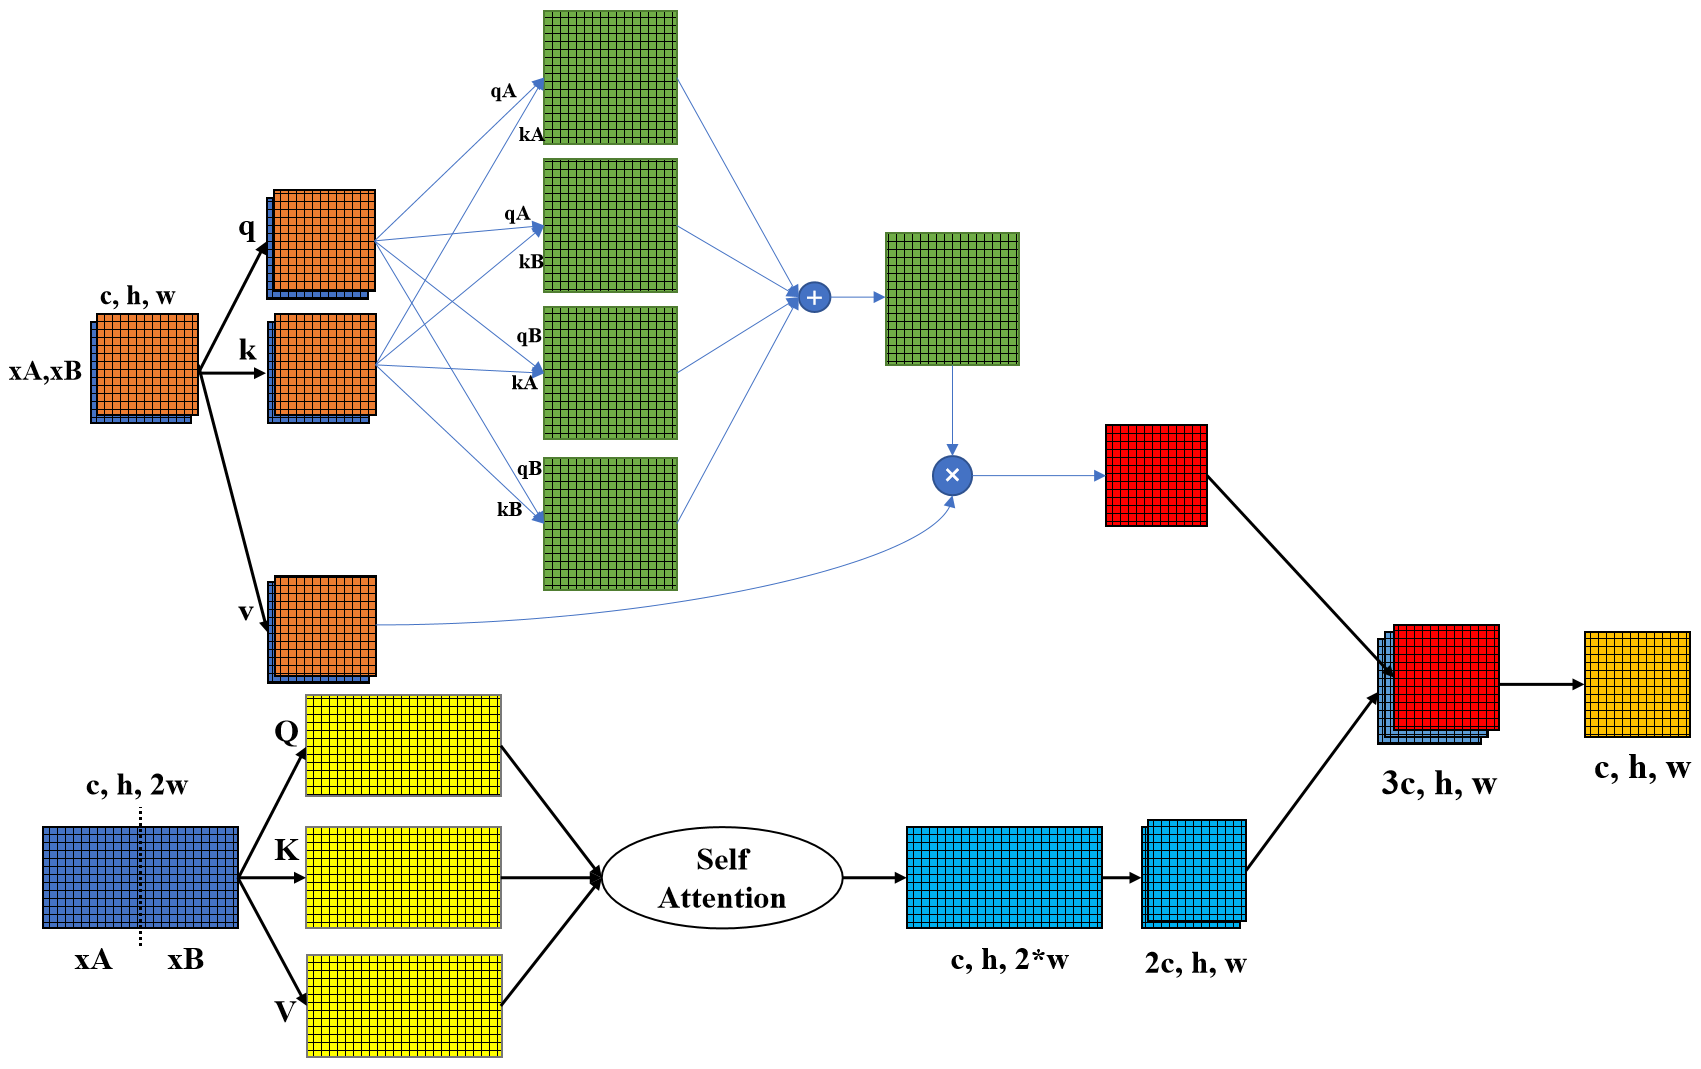 qA
kA
qA
kB
q
c, h, w
k
xA,xB
qB
kA
qB
kB
v
Q
c, h, 2w
K
V
xA
xB
Self
Attention
c, h, 2*w
2c, h, w
3c, h, w
c, h, w
+
×